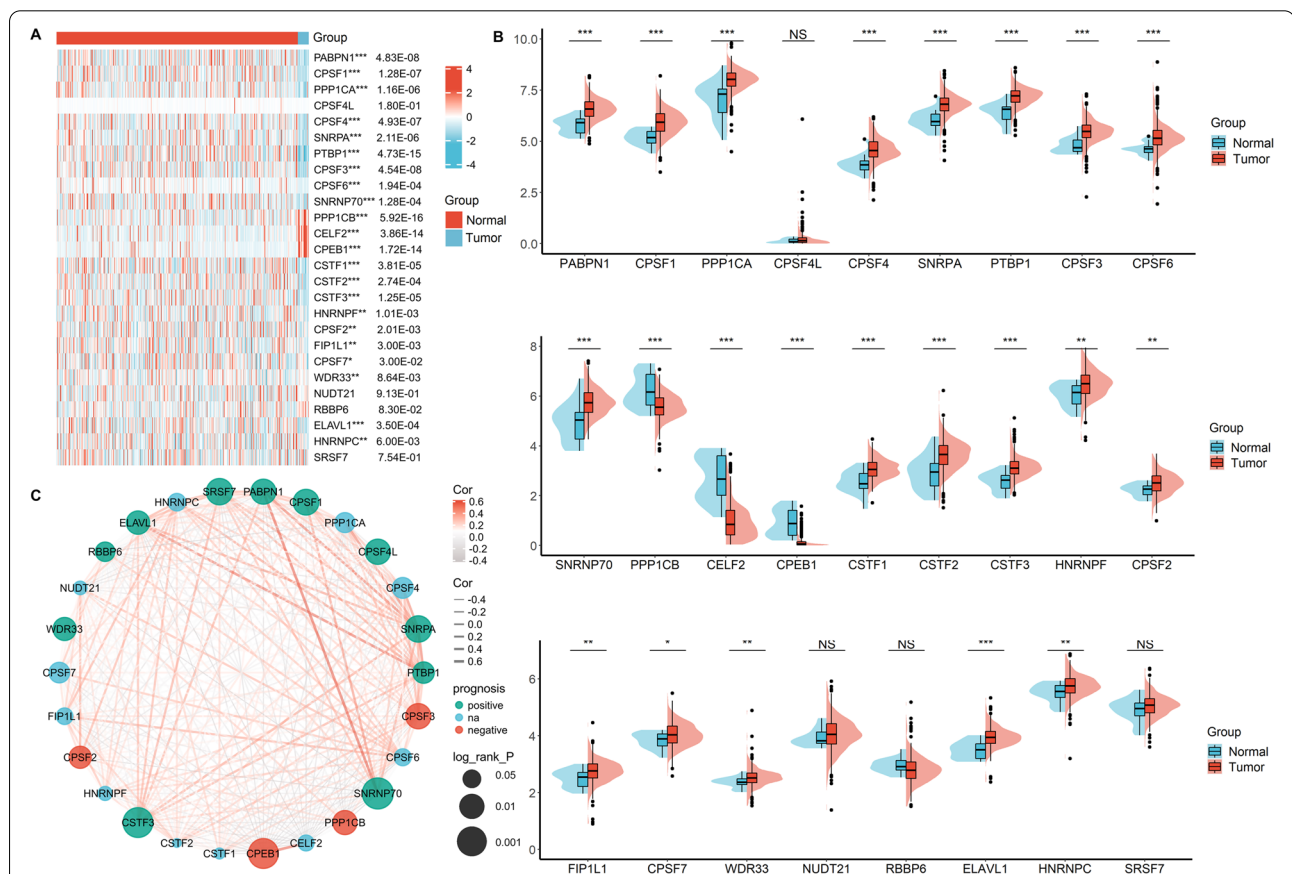 A
Group
PABPN1*** 4.83E-08
CPSF1*** 1.28E-07
PPP1CA*** 1.16E-06
CPSF4L 1.80E-01
CPSF4*** 4.93E-07
SNRPA*** 2.11E-06
PTBP1*** 4.73E-15
CPSF3*** 4.54E-08
CPSF6*** 1.94E-04
SNRNP70*** 1.28E-04
PPP1CB*** 5.92E-16
CELF2*** 3.86E-14
CPEB1*** 1.72E-14
CSTF1*** 3.81E-05
CSTF2*** 2.74E-04
CSTF3*** 1.25E-05
HNRNPF** 1.01E-03
CPSF2** 2.01E-03
FIP1L1** 3.00E-03
CPSF7* 3.00E-02
WDR33** 8.64E-03
NUDT21 9.13E-01
RBBP6 8.30E-02
ELAVL1*** 3.50E-04
HNRNPC** 6.00E-03
SRSF7 7.54E-01
4
2
0
-2
-4
Group
Normal
Tumor
B
10.0
7.5
5.0
2.5
0.0
*** *** *** NS *** *** *** *** ***
PABPN1 CPSF1 PPP1CA CPSF4L CPSF4 SNRPA PTBP1 CPSF3 CPSF6
Group
Normal
Tumor
6
4
2
0
*** *** *** *** *** *** *** ** **
SNRNP70 PPP1CB CELF2 CPEB1 CSTF1 CSTF2 CSTF3 HNRNPF CPSF2
Group
Normal
Tumor
6
4
2
0
** * ** NS NS *** ** NS
FIP1L1 CPSF7 WDR33 NUDT21 RBBP6 ELAVL1 HNRNPC SRSF7
Group
Normal
Tumor
C
SRSF7
PABPN1
CPSF1
PPP1CA
CPSF4L
CPSF4
SNRPA
PTBP1
CPSF3
CPSF6
SNRNP70
PPP1CB
CELF2
CPEB1
CSTF1
CSTF2
CSTF3
HNRNPF
CPSF2
FIP1L1
CPSF7
WDR33
NUDT21
RBBP6
ELAVL1
HNRNPC
Cor
0.6
0.4
0.2
0.0
-0.2
-0.4
Cor
-0.4
-0.2
0.0
0.2
0.4
0.6
prognosis
positive
na
negative
log_rank_P
0.05
0.01
0.001